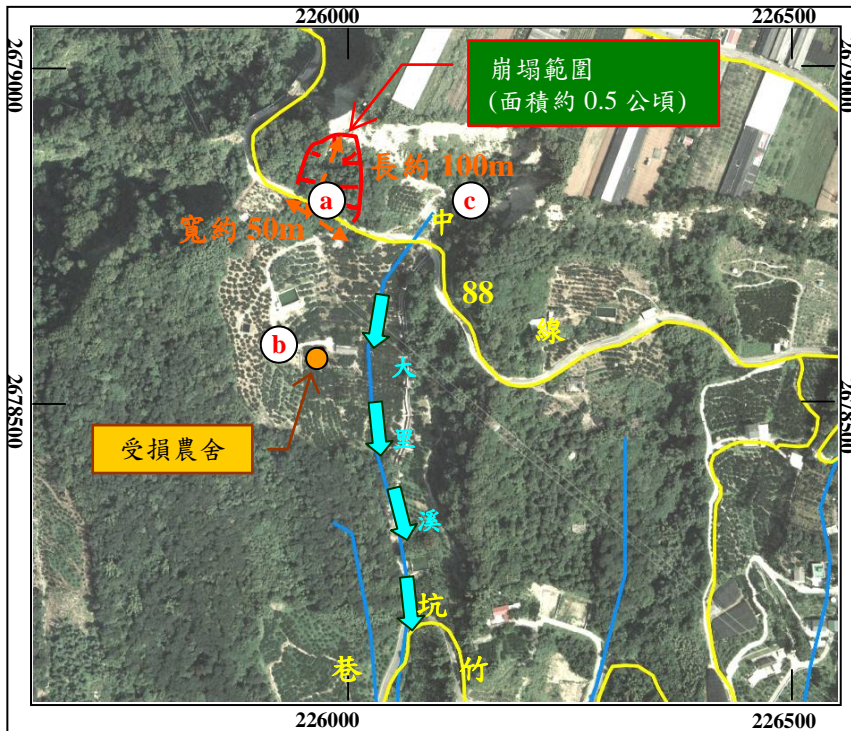 226000
226500
2679000
2679000
崩塌範圍
(面積約 0.5 公頃)
長約 100m
a
c
寬約 50m
中
88
線
b
大
里
溪
受損農舍
2678500
2678500
坑
竹
巷
226000
226500